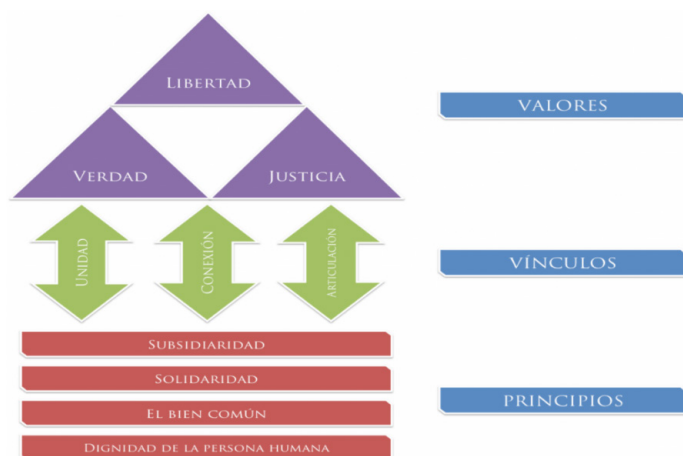 LIBERTAD
VALORES
VERDAD
JUSTICIA
UNIDAD
CONEXIÓN
ARTICULACIÓN
VÍNCULOS
SUBSIDIARIDAD
SOLIDARIDAD
EL BIEN COMÚN
PRINCIPIOS
DIGNIDAD DE LA PERSONA HUMANA